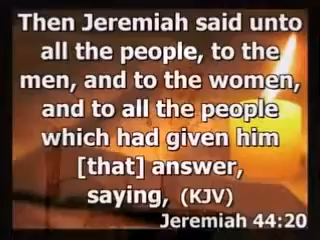 Then Jeremiah said unto
all the people, to the
men, and to the women,
and to all the people
which had given him
[that] answer,
saying, (KJV)
Jeremiah 44:20